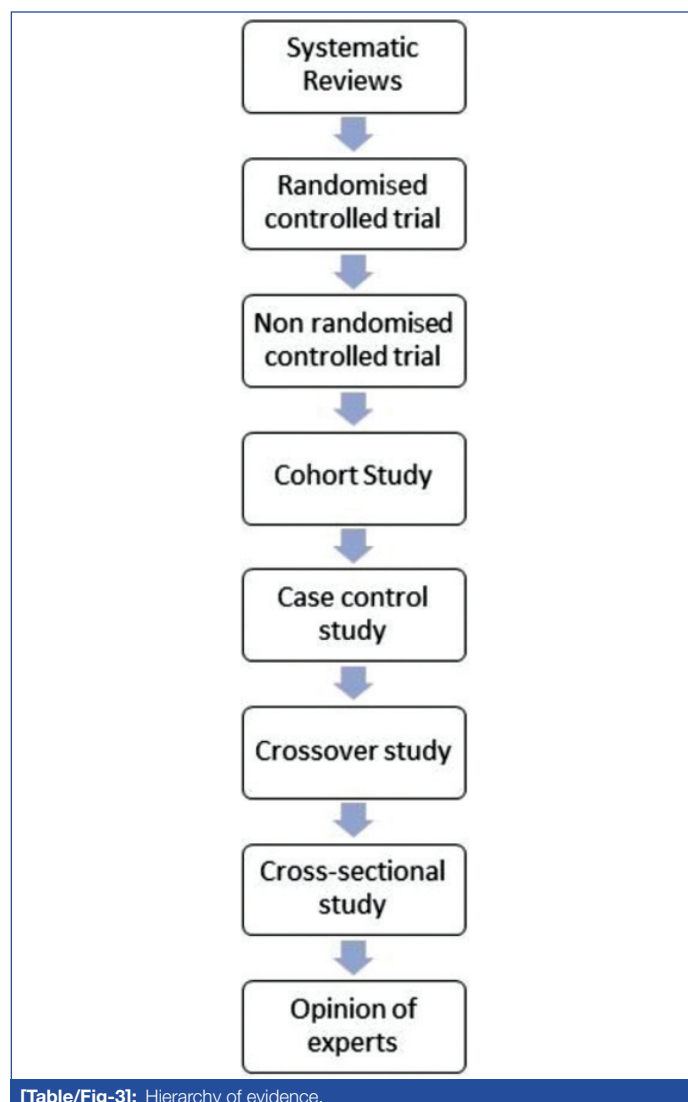 Systematic
Reviews
Randomised
controlled trial
Non randomised
controlled trial
Cohort Study
Case control
study
Crossover study
Cross-sectional
study
Opinion of
experts
[Table/Fig-3]: Hierarchy of evidence.